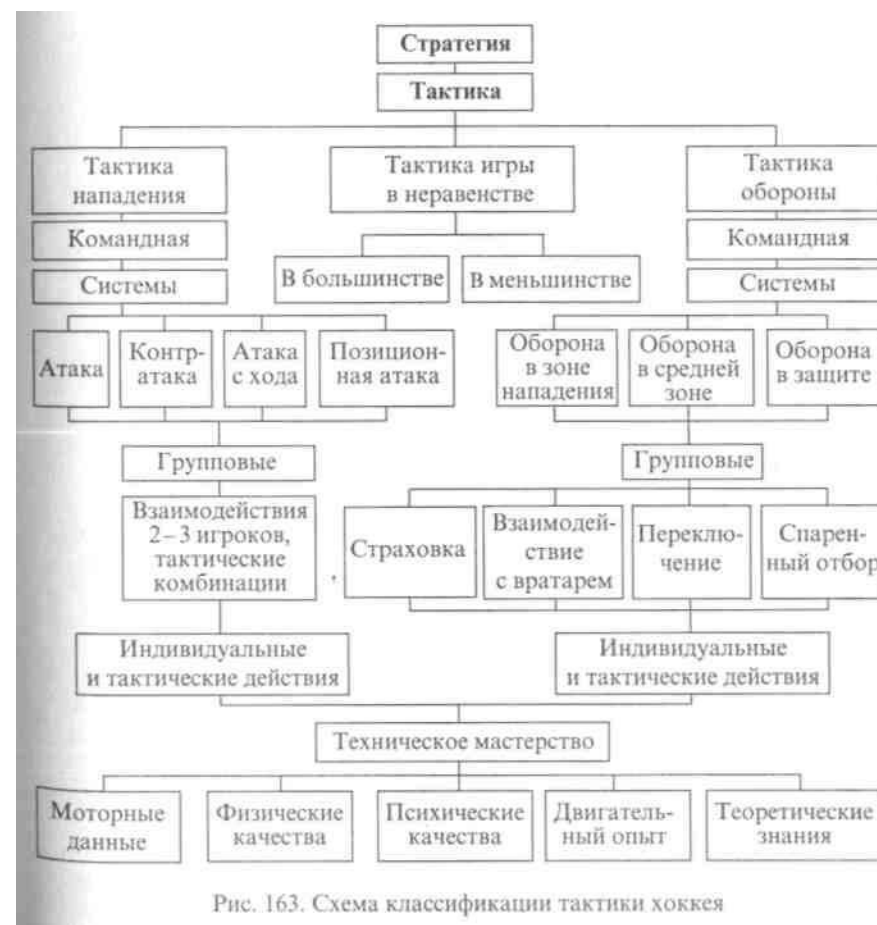 Стратегия
Тактика
Тактика
нападения
Тактика игры
в неравенстве
Тактика
обороны
Командная
Командная
В большинстве
В меньшинстве
Системы
Системы
Атака
Контр-
атака
Атака
с хода
Позицион-
ная атака
Оборона
в зоне
нападения
Оборона
в средней
зоне
Оборона
в защите
Групповые
Групповые
Взаимодействия
2–3 игроков,
тактические
комбинации
Страховка
Взаимодей-
ствие
с вратарем
Переклю-
чение
Спарен-
ный отбор
Индивидуальные
и тактические действия
Индивидуальные
и тактические действия
Техническое мастерство
Моторные
данные
Физические
качества
Психические
качества
Двигатель-
ный опыт
Теоретические
знания
Рис. 163. Схема классификации тактики хоккея